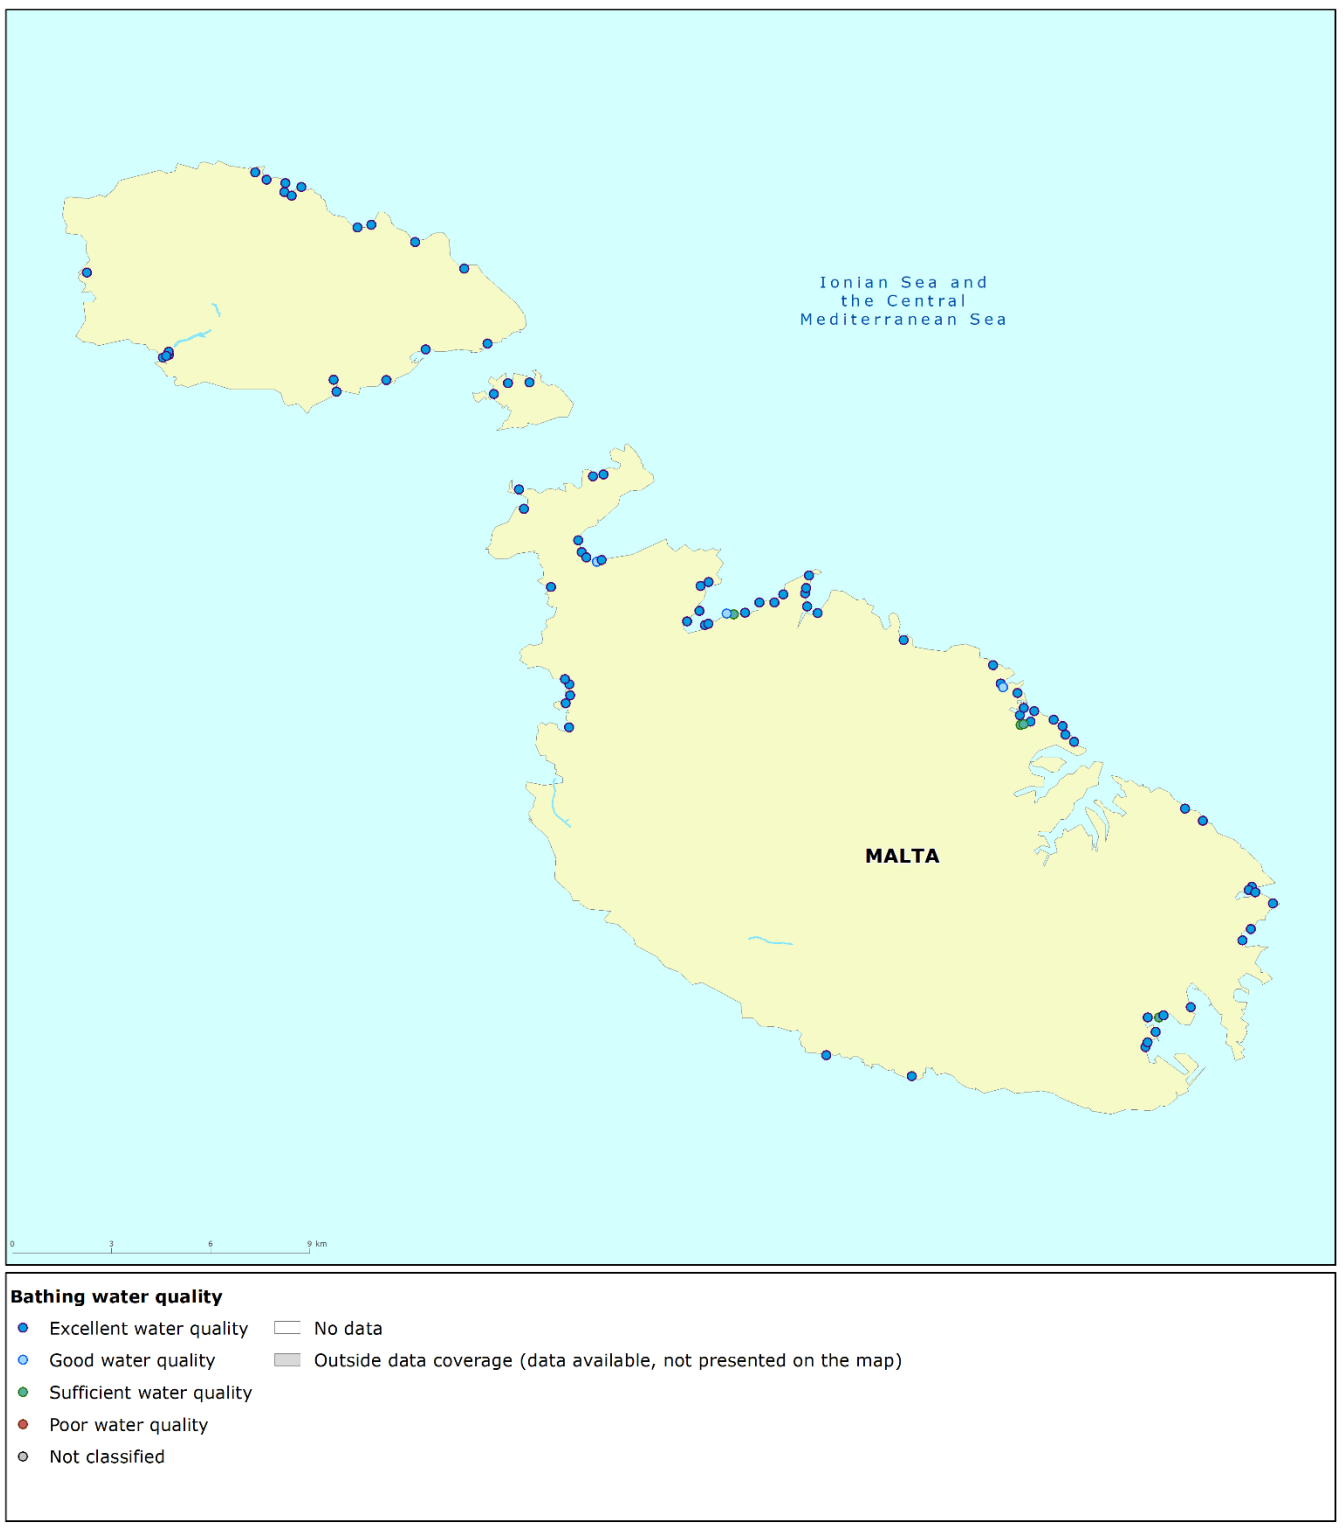 Ionian Sea and
the Central
Mediterranean Sea
MALTA
0 3 6 9 km
Bathing water quality
Excellent water quality No data
Good water quality Outside data coverage (data available, not presented on the map)
Sufficient water quality
Poor water quality
Not classified